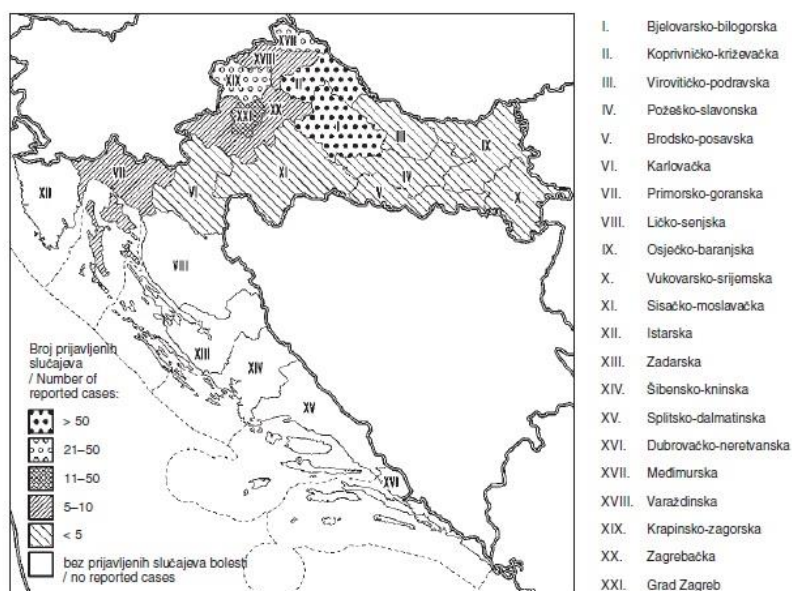 XVII
XVIII
XIX
II
XXI
XX
I
III
IX
VII
VI
XI
IV
V
X
XII
VIII
XIII
XIV
XV
XVI
Broj prijavljenih
slučajeva
/ Number of
reported cases:
> 50
21–50
11–50
5–10
< 5
bez prijavljenih slučajeva bolesti
/ no reported cases
I. Bjelovarsko-bilogorska
II. Koprivničko-križevačka
III. Virovitičko-podravska
IV. Požeško-slavonska
V. Brodsko-posavska
VI. Karlovačka
VII. Primorsko-goranska
VIII. Ličko-senjska
IX. Osječko-baranjska
X. Vukovarsko-srijemska
XI. Sisačko-moslavačka
XII. Istarska
XIII. Zadarska
XIV. Šibensko-kninska
XV. Splitsko-dalmatinska
XVI. Dubrovačko-neretvanska
XVII. Međimurska
XVIII. Varaždinska
XIX. Krapinsko-zagorska
XX. Zagrebačka
XXI. Grad Zagreb